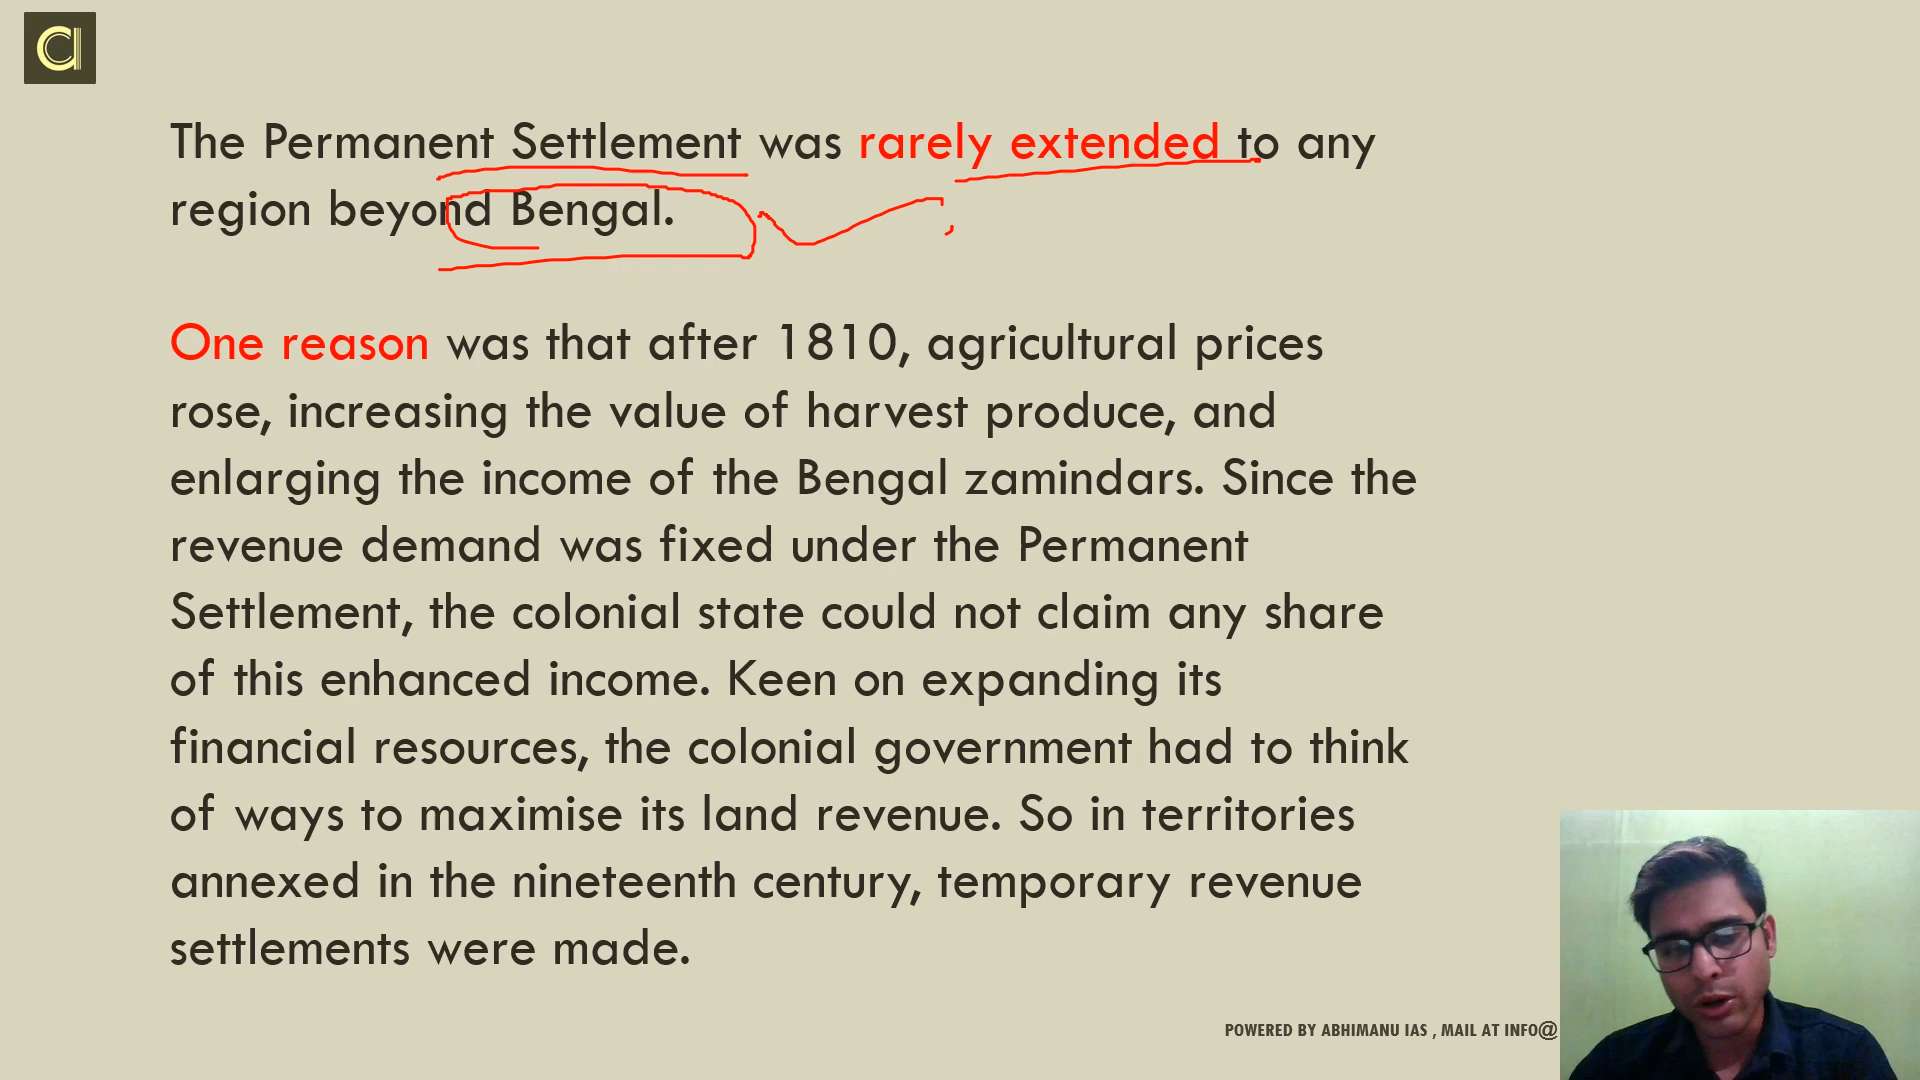 The Permanent Settlement was rarely extended to any
region beyond Bengal.
One reason was that after 1810, agricultural prices
rose, increasing the value of harvest produce, and
enlarging the income of the Bengal zamindars. Since the
revenue demand was fixed under the Permanent
Settlement, the colonial state could not claim any share
of this enhanced income. Keen on expanding its
financial resources, the colonial government had to think
of ways to maximise its land revenue. So in territories
annexed in the nineteenth century, temporary revenue
settlements were made.
POWERED BY ABHIMANU IAS , MAIL AT INFO@